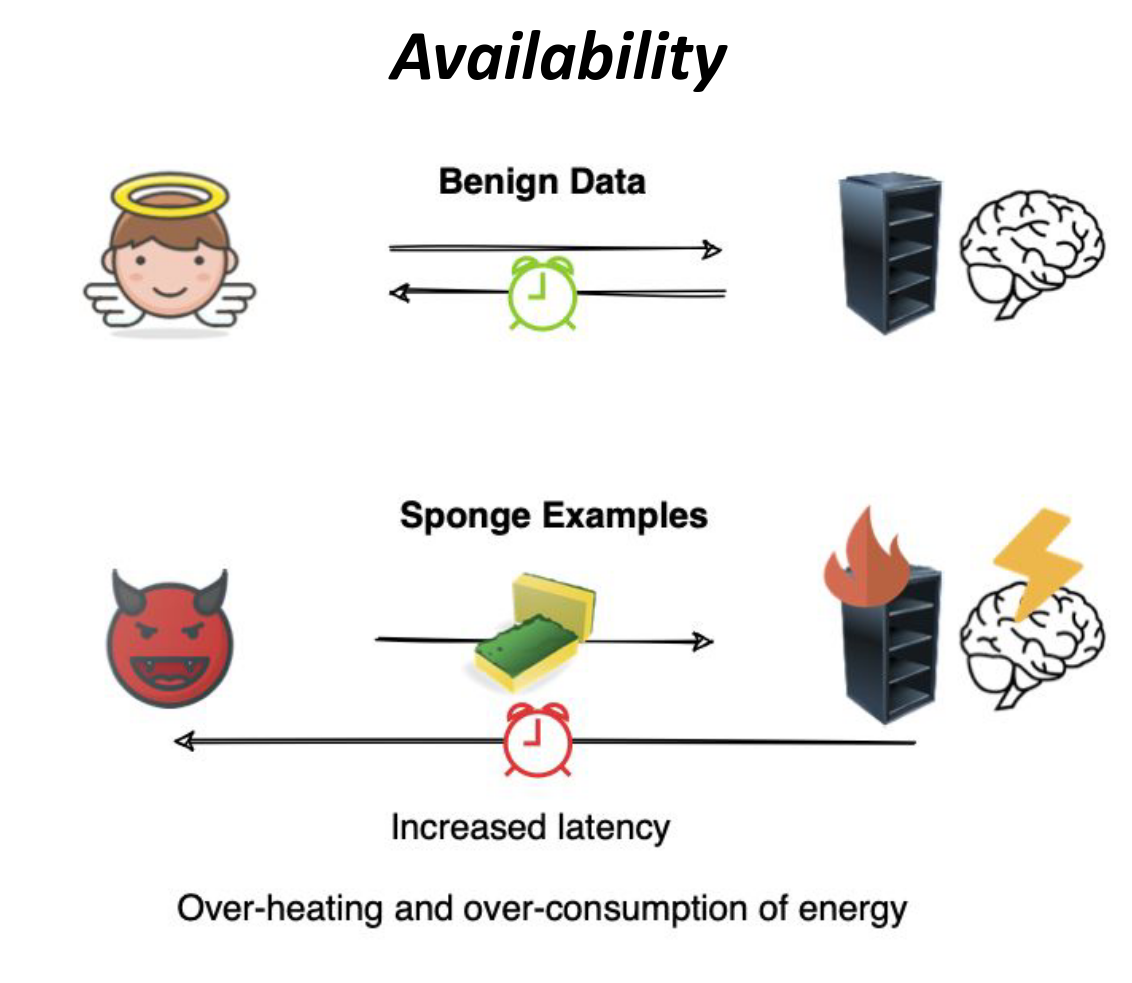 Availability
Benign Data
Sponge Examples
Increased latency
Over-heating and over-consumption of energy